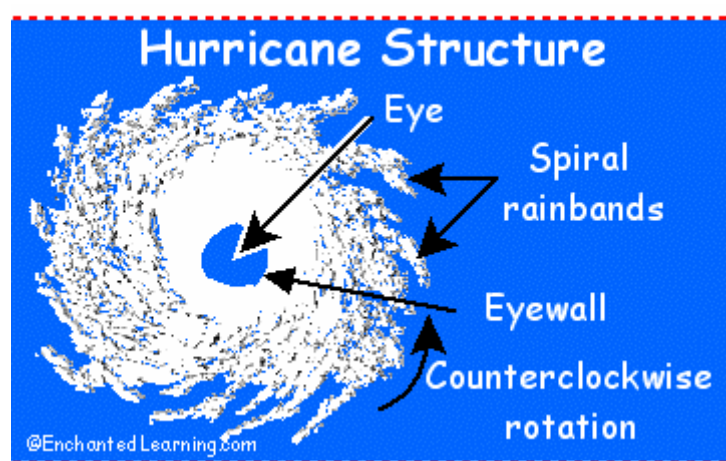 Hurricane Structure
Eye
Spiral
rainbands
Eyewall
Counterclockwise
rotation
@EnchantedLearning.com